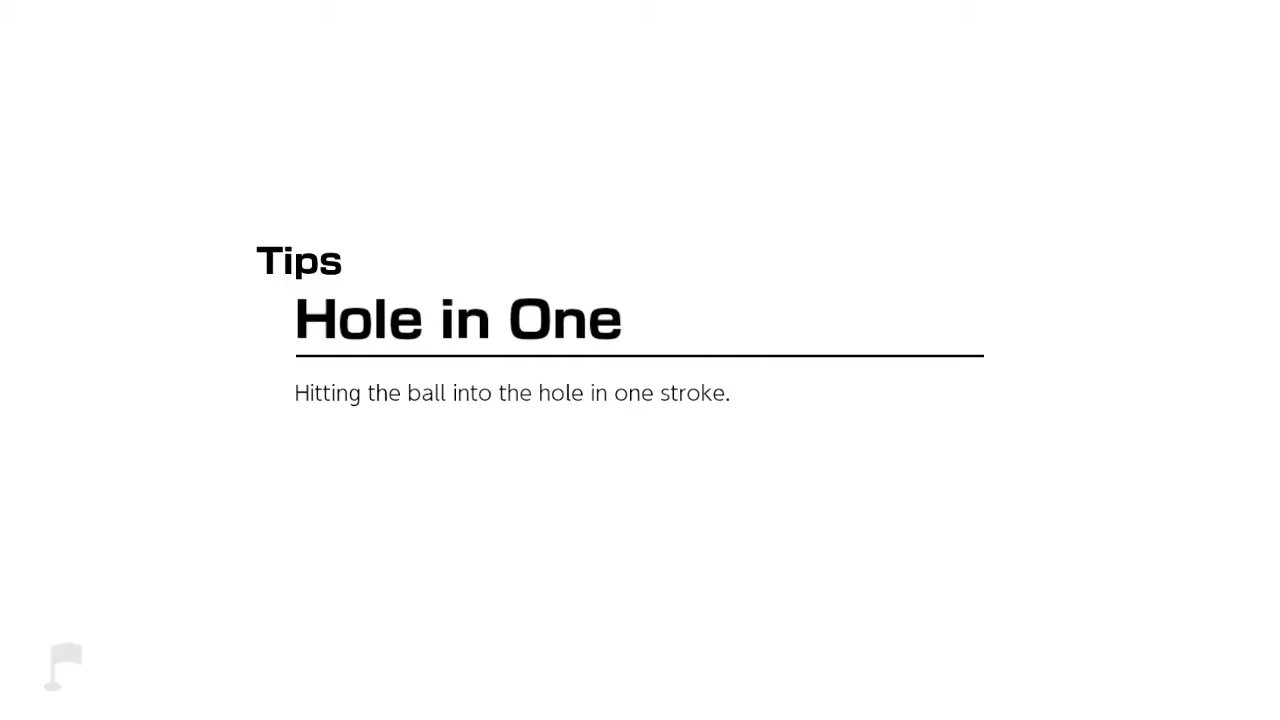 Tips
Hole in One
Hitting the ball into the hole in one stroke.